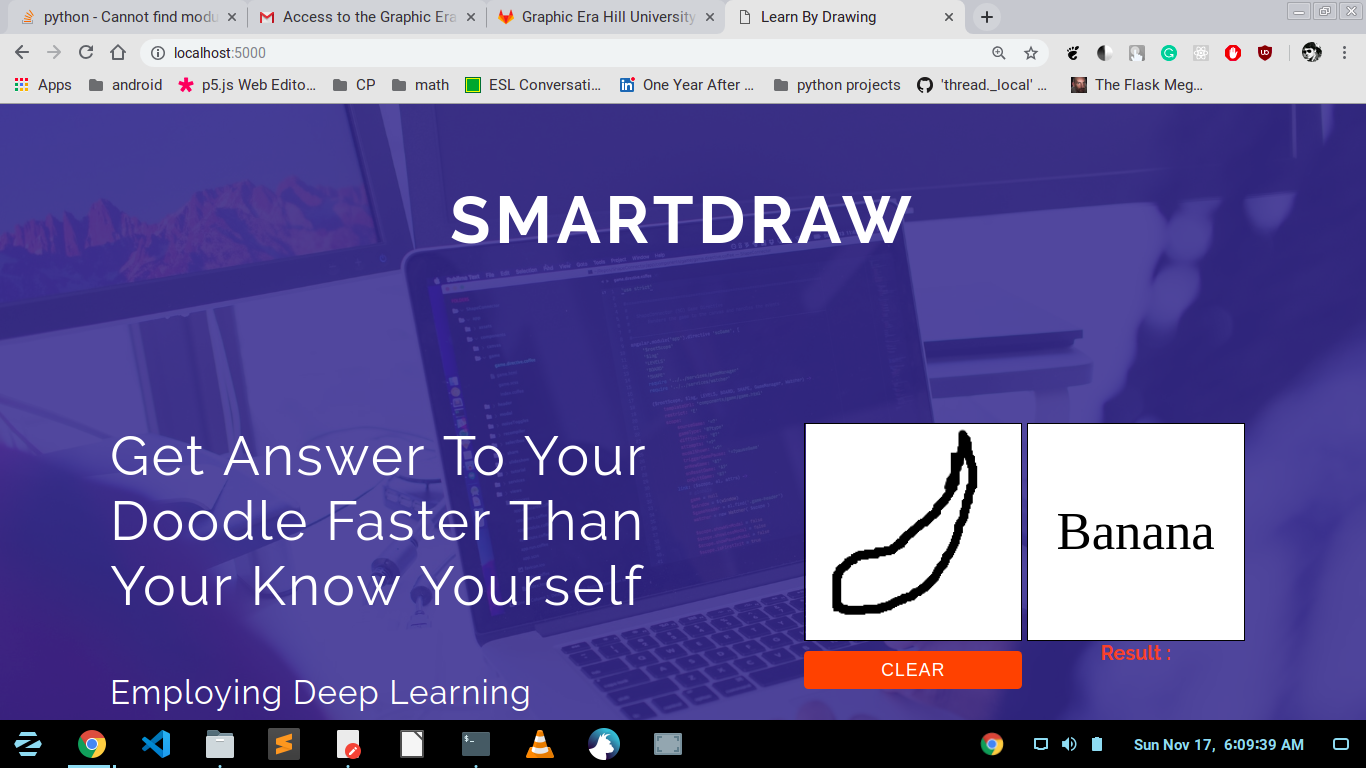 python - Cannot find modu
Access to the Graphic Era
Graphic Era Hill University
Learn By Drawing
localhost:5000
Apps
android
p5.js Web Edito...
CP
math
ESL Conversati...
One Year After ...
python projects
'thread._local' ...
The Flask Meg...
SMARTDRAW
Get Answer To Your
Doodle Faster Than
Your Know Yourself
Employing Deep Learning
Banana
CLEAR
Result :
Sun Nov 17, 6:09:39 AM